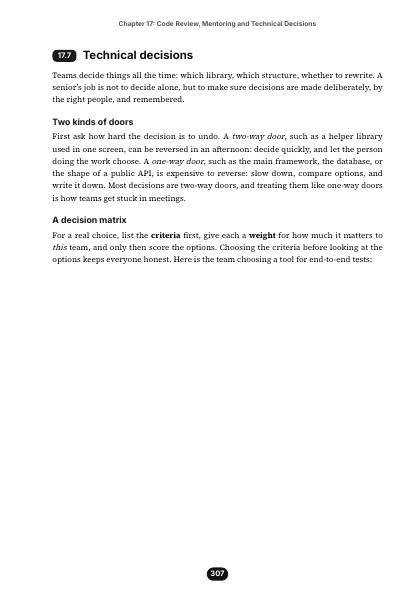 Chapter 17: Code Review, Mentoring and Technical Decisions
17.7 Technical decisions
Teams decide things all the time: which library, which structure, whether to rewrite. A
senior's job is not to decide alone, but to make sure decisions are made deliberately, by
the right people, and remembered.
Two kinds of doors
First ask how hard the decision is to undo. A two-way door, such as a helper library
used in one screen, can be reversed in an afternoon: decide quickly, and let the person
doing the work choose. A one-way door, such as the main framework, the database, or
the shape of a public API, is expensive to reverse: slow down, compare options, and
write it down. Most decisions are two-way doors, and treating them like one-way doors
is how teams get stuck in meetings.
A decision matrix
For a real choice, list the criteria first, give each a weight for how much it matters to
this team, and only then score the options. Choosing the criteria before looking at the
options keeps everyone honest. Here is the team choosing a tool for end-to-end tests:
307